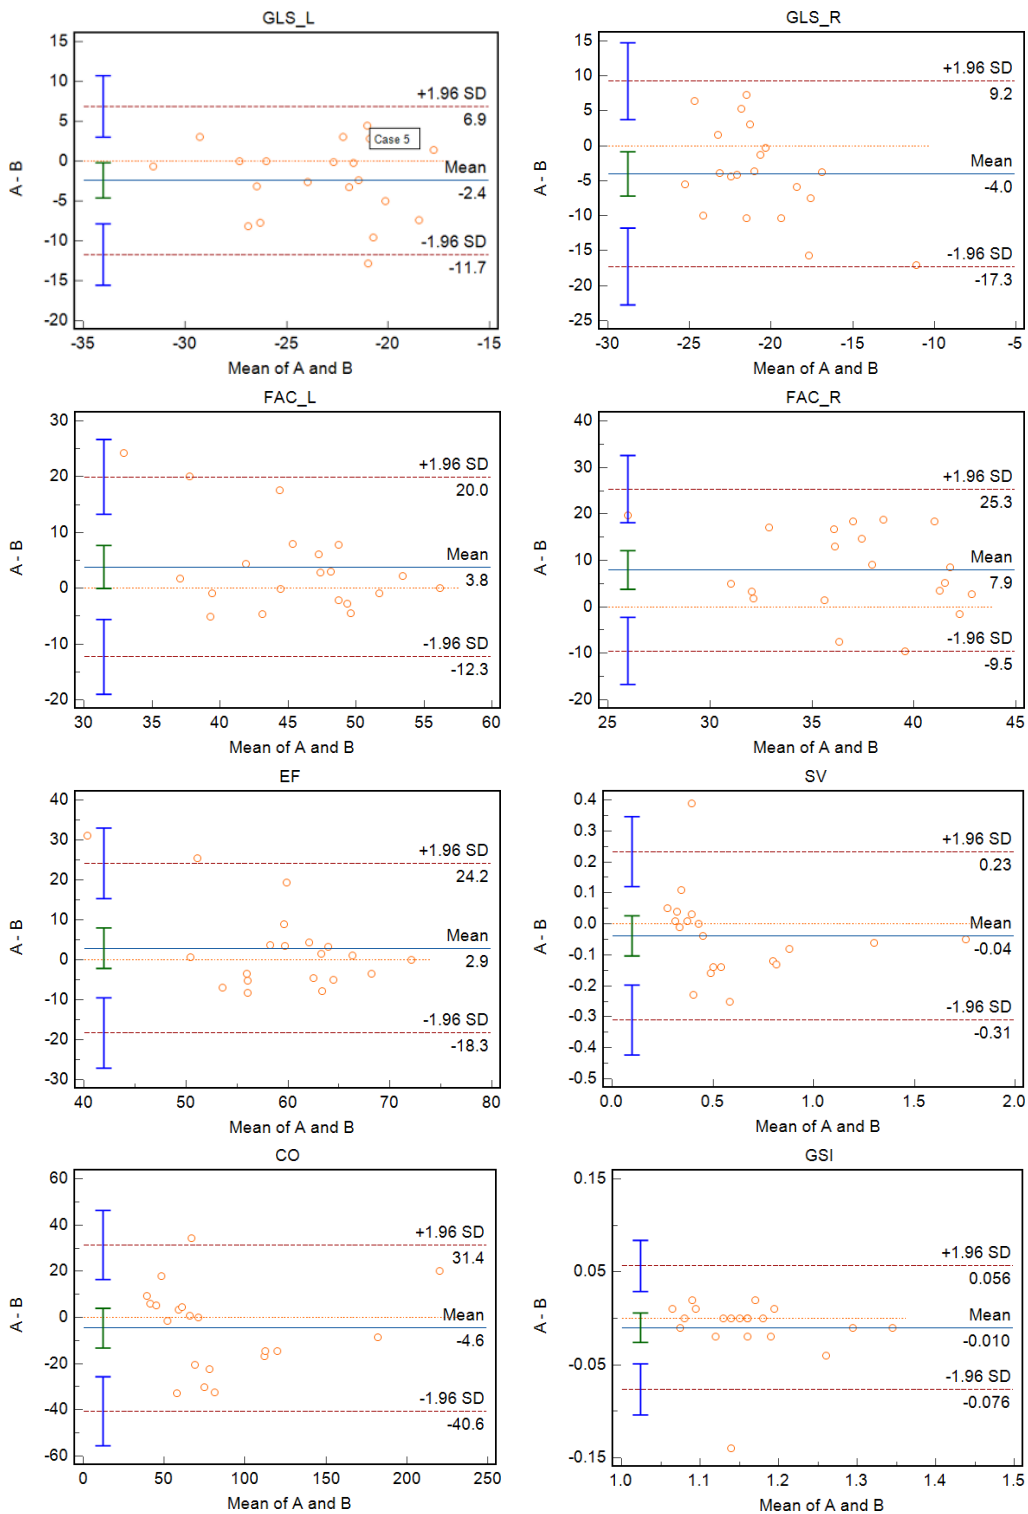 GLS_L
15
10
5
0
-5
-10
-15
-20
A - B
+1.96 SD
6.9
Case 5
Mean
-2.4
-1.96 SD
-11.7
-35 -30 -25 -20 -15
Mean of A and B
GLS_R
15
10
5
0
-5
-10
-15
-20
-25
A - B
+1.96 SD
9.2
Mean
-4.0
-1.96 SD
-17.3
-30 -25 -20 -15 -10 -5
Mean of A and B
FAC_L
30
20
10
0
-10
-20
A - B
+1.96 SD
20.0
Mean
3.8
-1.96 SD
-12.3
30 35 40 45 50 55 60
Mean of A and B
FAC_R
40
30
20
10
0
-10
-20
A - B
+1.96 SD
25.3
Mean
7.9
-1.96 SD
-9.5
25 30 35 40 45
Mean of A and B
EF
40
30
20
10
0
-10
-20
-30
A - B
+1.96 SD
24.2
Mean
2.9
-1.96 SD
-18.3
40 50 60 70 80
Mean of A and B
SV
0.4
0.3
0.2
0.1
0.0
-0.1
-0.2
-0.3
-0.4
-0.5
A - B
+1.96 SD
0.23
Mean
-0.04
-1.96 SD
-0.31
0.0 0.5 1.0 1.5 2.0
Mean of A and B
CO
60
40
20
0
-20
-40
-60
A - B
+1.96 SD
31.4
Mean
-4.6
-1.96 SD
-40.6
0 50 100 150 200 250
Mean of A and B
GSI
0.15
0.05
-0.05
-0.15
A - B
+1.96 SD
0.056
Mean
-0.010
-1.96 SD
-0.076
1.0 1.1 1.2 1.3 1.4 1.5
Mean of A and B